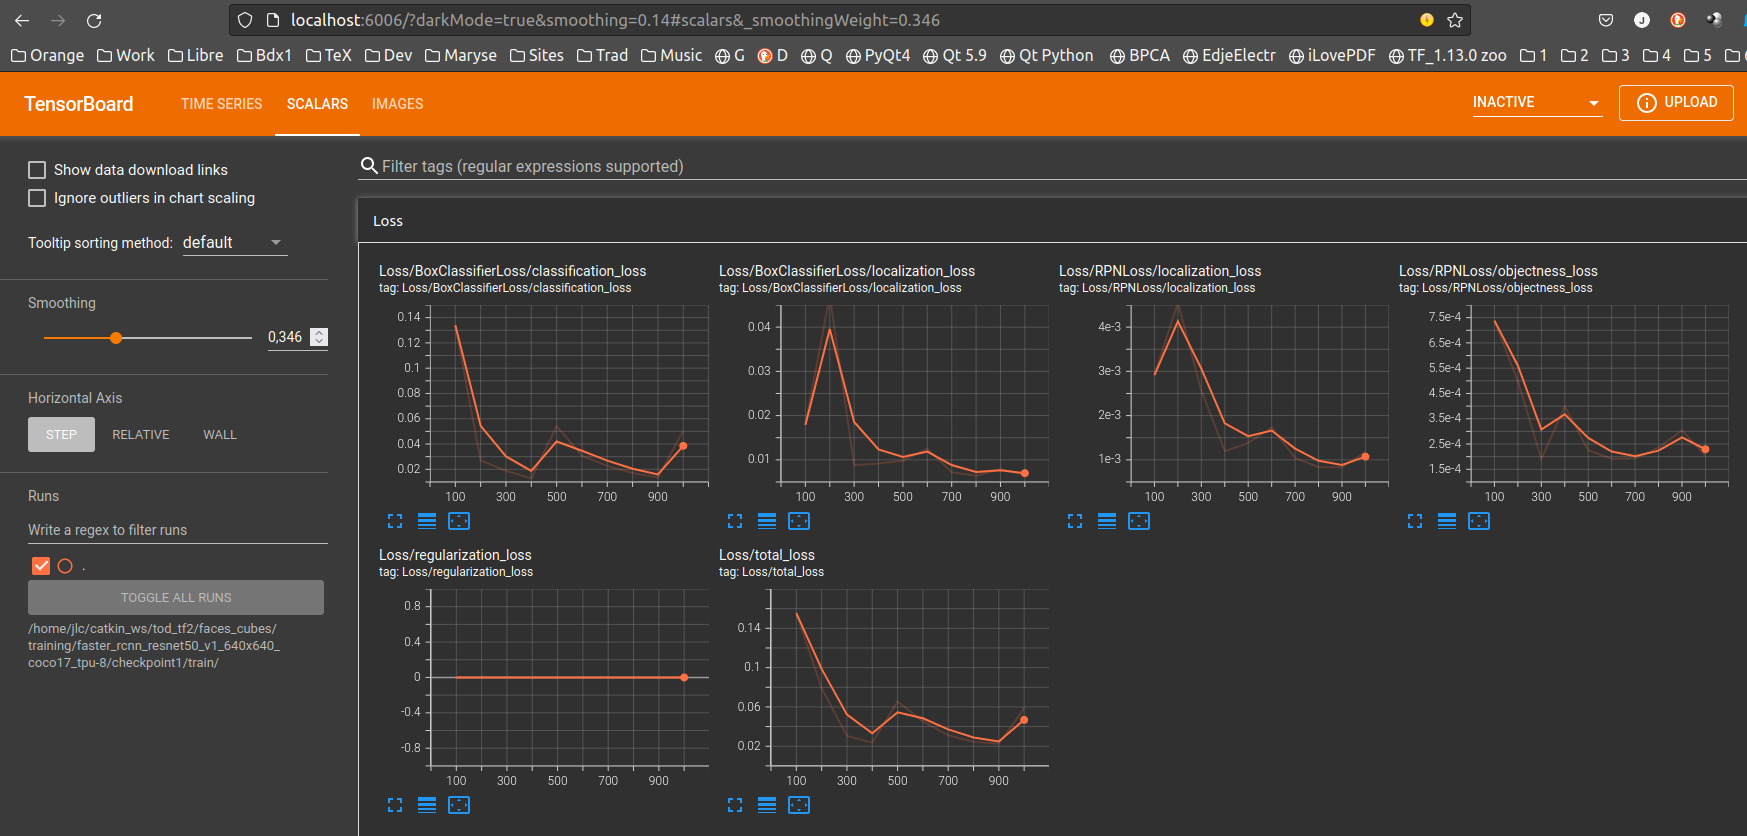 localhost:6006/?darkMode=true&smoothing=0.14#scalars&_smoothingWeight=0.346
Orange Work Libre Bdx1 TeX Dev Maryse Sites Trad Music G D Q PyQt4 Qt 5.9 Qt Python BPCA EdjeElectr iLovePDF TF_1.13.0 zoo 1 2 3 4 5
TensorBoard TIME SERIES SCALARS IMAGES INACTIVE UPLOAD
Show data download links
Ignore outliers in chart scaling
Tooltip sorting method: default
Smoothing
0,346
Horizontal Axis
STEP RELATIVE WALL
Runs
Write a regex to filter runs
.
TOGGLE ALL RUNS
/home/jlc/catkin_ws/tod_tf2/faces_cubes/
training/faster_rcnn_resnet50_v1_640x640_
coco17_tpu-8/checkpoint1/train/
Filter tags (regular expressions supported)
Loss
Loss/BoxClassifierLoss/classification_loss
tag: Loss/BoxClassifierLoss/classification_loss
0.14
0.12
0.1
0.08
0.06
0.04
0.02
100 300 500 700 900
Loss/BoxClassifierLoss/localization_loss
tag: Loss/BoxClassifierLoss/localization_loss
0.04
0.03
0.02
0.01
100 300 500 700 900
Loss/RPNLoss/localization_loss
tag: Loss/RPNLoss/localization_loss
4e-3
3e-3
2e-3
1e-3
100 300 500 700 900
Loss/RPNLoss/objectness_loss
tag: Loss/RPNLoss/objectness_loss
7.5e-4
6.5e-4
5.5e-4
4.5e-4
3.5e-4
2.5e-4
1.5e-4
100 300 500 700 900
Loss/regularization_loss
tag: Loss/regularization_loss
0.8
0.4
0
-0.4
-0.8
100 300 500 700 900
Loss/total_loss
tag: Loss/total_loss
0.14
0.1
0.06
0.02
100 300 500 700 900